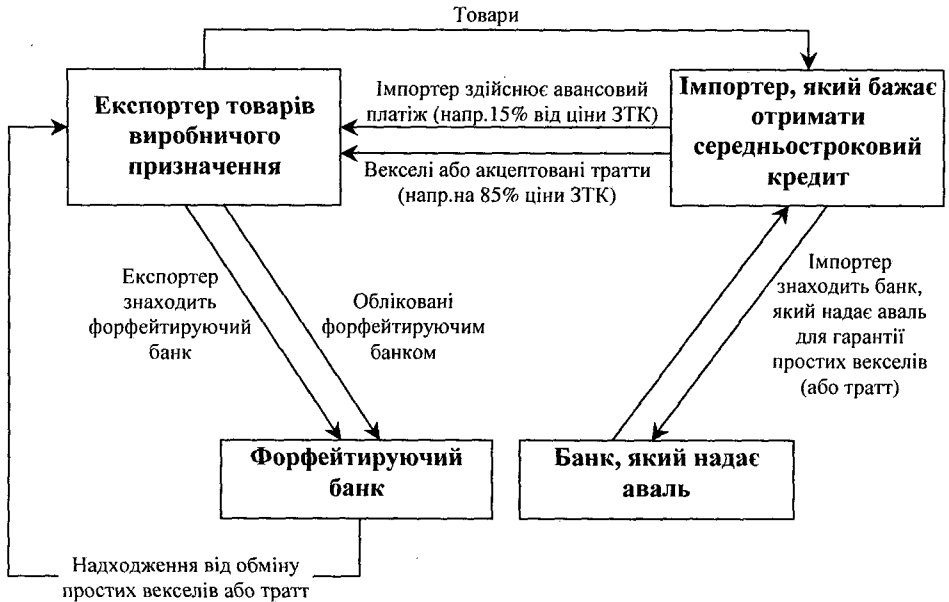 Товари
Експортер товарів
виробничого
призначення
Імпортер здійснює авансовий
платіж (напр.15% від ціни ЗТК)
Векселі або акцептовані тратти
(напр.на 85% ціни ЗТК)
Імпортер, який бажає
отримати
середньостроковий
кредит
Експортер
знаходить
форфейтируючий
банк
Обліковані
форфейтируючим
банком
Імпортер
знаходить банк,
який надає аваль
для гарантії
простих векселів
(або тратт)
Форфейтируючий
банк
Банк, який надає
аваль
Надходження від обміну
простих векселів або тратт